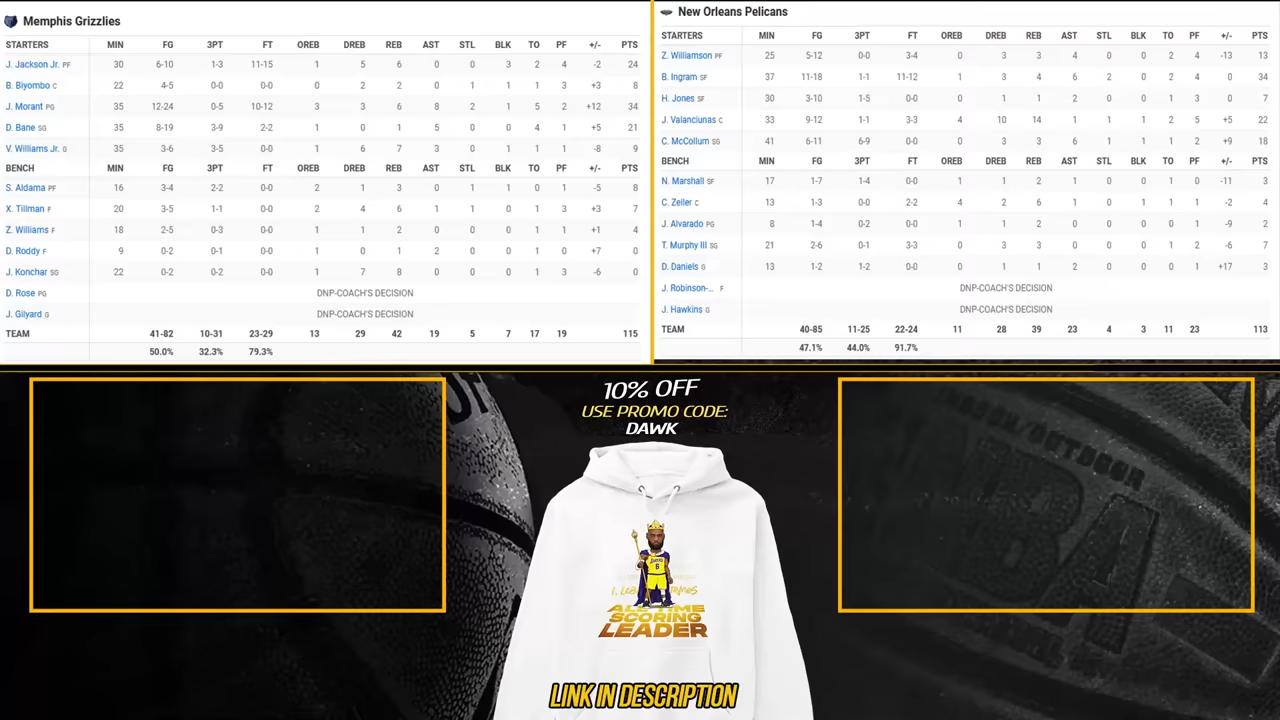 Memphis Grizzlies
STARTERS MIN FG 3PT FT OREB DREB REB AST STL BLK TO PF +/- PTS
J. Jackson Jr. PF 30 6-10 1-3 11-15 1 5 6 0 0 3 2 4 -2 24
B. Biyombo C 22 4-5 0-0 0-0 0 2 2 0 1 1 1 1 +3 8
J. Morant PG 35 12-24 0-5 10-12 0 3 3 8 2 1 5 2 +12 34
D. Bane SG 35 8-19 3-9 2-2 1 0 1 5 0 0 4 1 +5 21
V. Williams Jr. G 35 3-6 3-5 0-0 1 6 7 3 0 1 1 1 -8 9
BENCH MIN FG 3PT FT OREB DREB REB AST STL BLK TO PF +/- PTS
S. Aldama PF 16 3-4 2-2 0-0 2 1 3 0 1 1 0 1 -5 8
X. Tillman F 20 3-5 1-1 0-0 2 4 6 1 1 0 1 3 +3 7
Z. Williams F 18 2-5 0-3 0-0 1 1 2 0 0 0 1 1 +1 4
D. Roddy F 9 0-2 0-1 0-0 1 0 1 2 0 0 0 1 +7 0
J. Konchar SG 22 0-2 0-2 0-0 1 7 8 0 0 0 1 3 -6 0
D. Rose PG DNP-COACH'S DECISION
J. Gilyard G DNP-COACH'S DECISION
TEAM 41-82 10-31 23-29 13 29 42 19 5 7 17 19 115
50.0% 32.3% 79.3%
New Orleans Pelicans
STARTERS MIN FG 3PT FT OREB DREB REB AST STL BLK TO PF +/- PTS
Z. Williamson PF 25 5-12 0-0 3-4 0 3 3 4 0 0 2 4 -13 13
B. Ingram SF 37 11-18 1-1 11-12 1 3 4 6 2 0 2 4 0 34
H. Jones SF 30 3-10 1-5 0-0 0 1 1 2 0 0 1 3 0 7
J. Valanciunas C 33 9-12 1-1 3-3 4 10 14 1 1 1 2 5 +5 22
C. McCollum SG 41 6-11 6-9 0-0 0 3 3 6 1 1 2 2 +9 18
BENCH MIN FG 3PT FT OREB DREB REB AST STL BLK TO PF +/- PTS
N. Marshall SF 17 1-7 1-4 0-0 1 1 2 1 0 0 1 0 -11 3
C. Zeller C 13 1-3 0-0 2-2 4 2 6 1 0 1 1 1 -2 4
J. Alvarado PG 8 1-4 0-2 0-0 1 1 2 0 0 0 0 1 -9 2
T. Murphy III SG 21 2-6 0-1 3-3 0 3 3 0 0 0 1 2 -6 7
D. Daniels G 13 1-2 1-2 0-0 0 1 1 2 0 0 0 1 +17 3
J. Robinson-... F DNP-COACH'S DECISION
J. Hawkins G DNP-COACH'S DECISION
TEAM 40-85 11-25 22-24 11 28 39 23 4 3 11 23 113
47.1% 44.0% 91.7%
10% OFF
USE PROMO CODE:
DAWK
ALL TIME
SCORING
LEADER
LINK IN DESCRIPTION